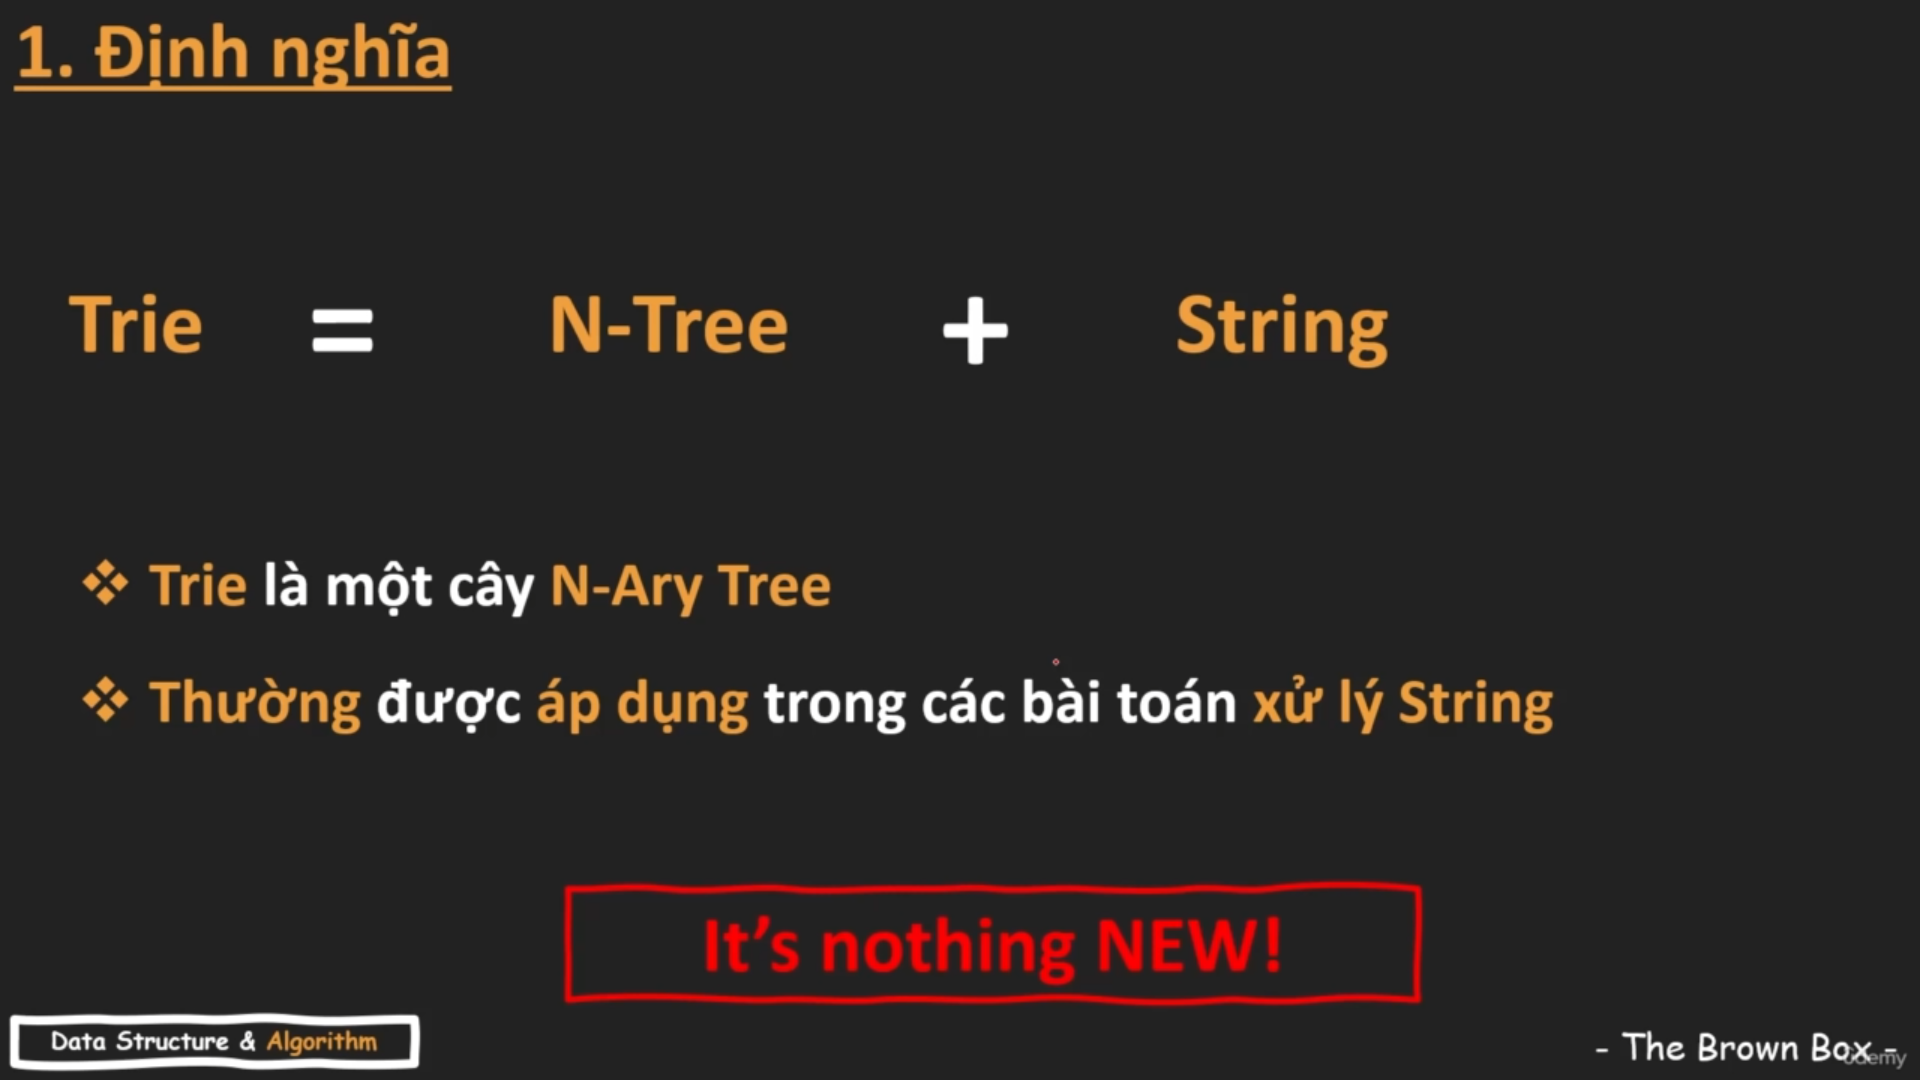 1. Định nghĩa
Trie = N-Tree + String
❖ Trie là một cây N-Ary Tree
❖ Thường được áp dụng trong các bài toán xử lý String
It's nothing NEW!
Data Structure & Algorithm
- The Brown Box -
ûdemy